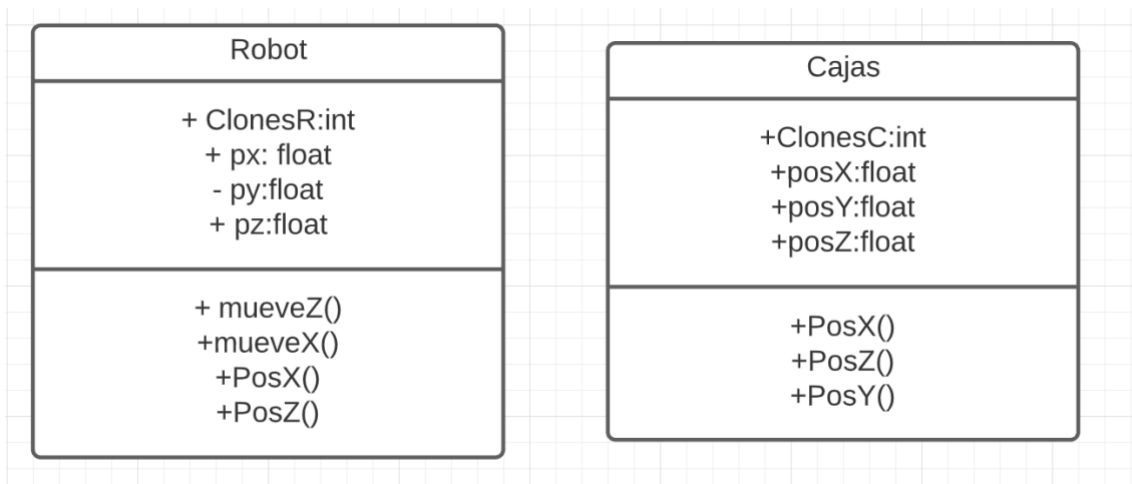 Robot
+ ClonesR:int
+ px: float
- py:float
+ pz:float
+ mueveZ()
+mueveX()
+PosX()
+PosZ()
Cajas
+ClonesC:int
+posX:float
+posY:float
+posZ:float
+PosX()
+PosZ()
+PosY()